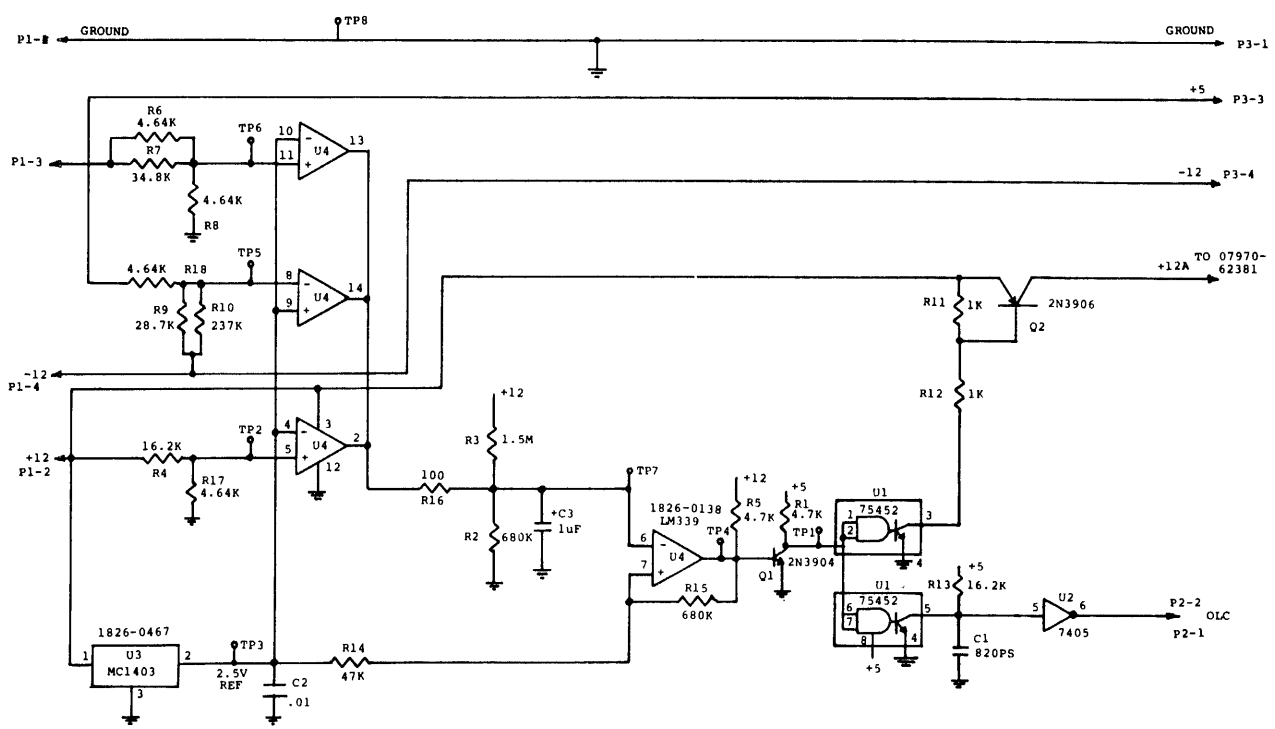 P1-
GROUND
TP8
GROUND
P3-1
+5
P3-3
R6
4.64K
R7
34.8K
P1-3
TP6
10
-
11
+
U4
13
4.64K
R8
-12
P3-4
4.64K
R18
TP5
8
-
9
+
U4
14
R9
28.7K
R10
237K
TO 07970-
62381
+12A
R11
1K
2N3906
Q2
-12
P1-4
R12
1K
+12
P1-2
16.2K
R4
R17
4.64K
TP2
4
-
5
+
3
U4
12
2
+12
R3
1.5M
100
R16
TP7
R2
680K
+C3
1uF
1826-0138
LM339
6
-
7
+
U4
TP4
+12
R5
4.7K
+5
R1
4.7K
TP1
2N3904
Q1
R15
680K
U1
75452
1
2
3
4
U1
75452
6
7
8
5
4
+5
+5
R13
16.2K
C1
820PS
U2
5
6
7405
P2-2
OLC
P2-1
1826-0467
1
U3
MC1403
2
3
TP3
2.5V
REF
C2
.01
R14
47K